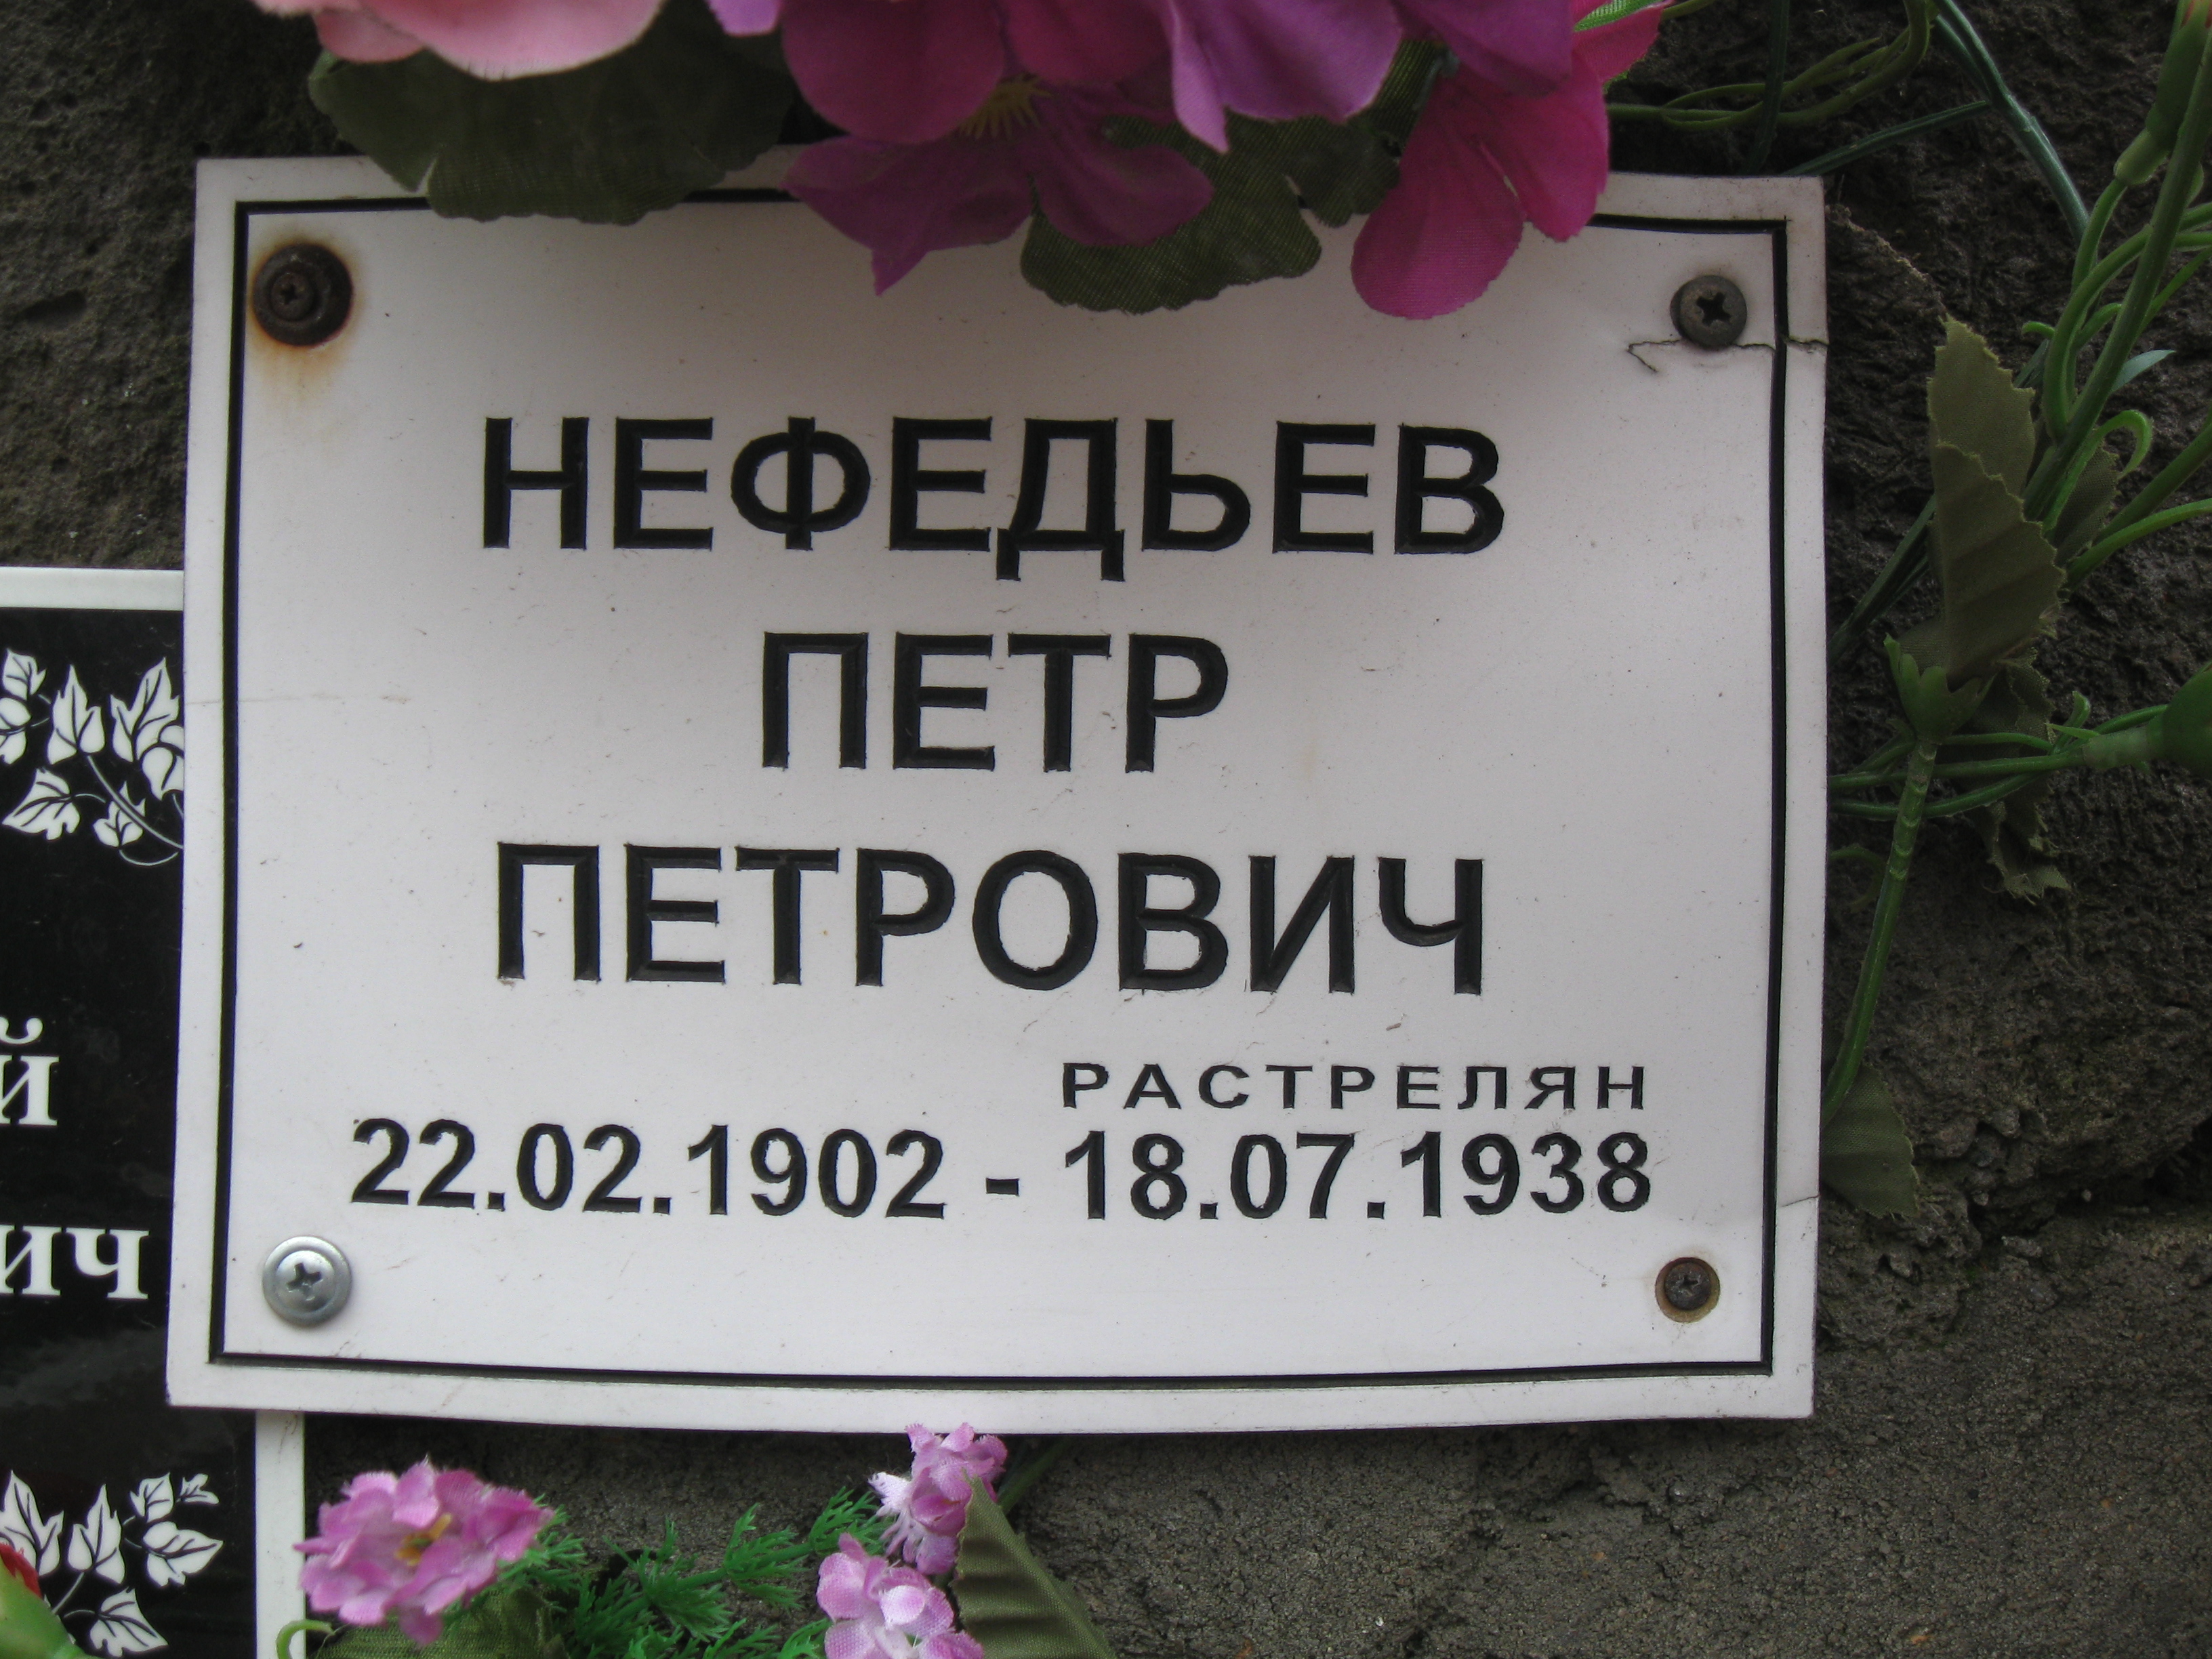 НЕФЕДЬЕВ
ПЕТР
ПЕТРОВИЧ
РАСТРЕЛЯН
22.02.1902 - 18.07.1938